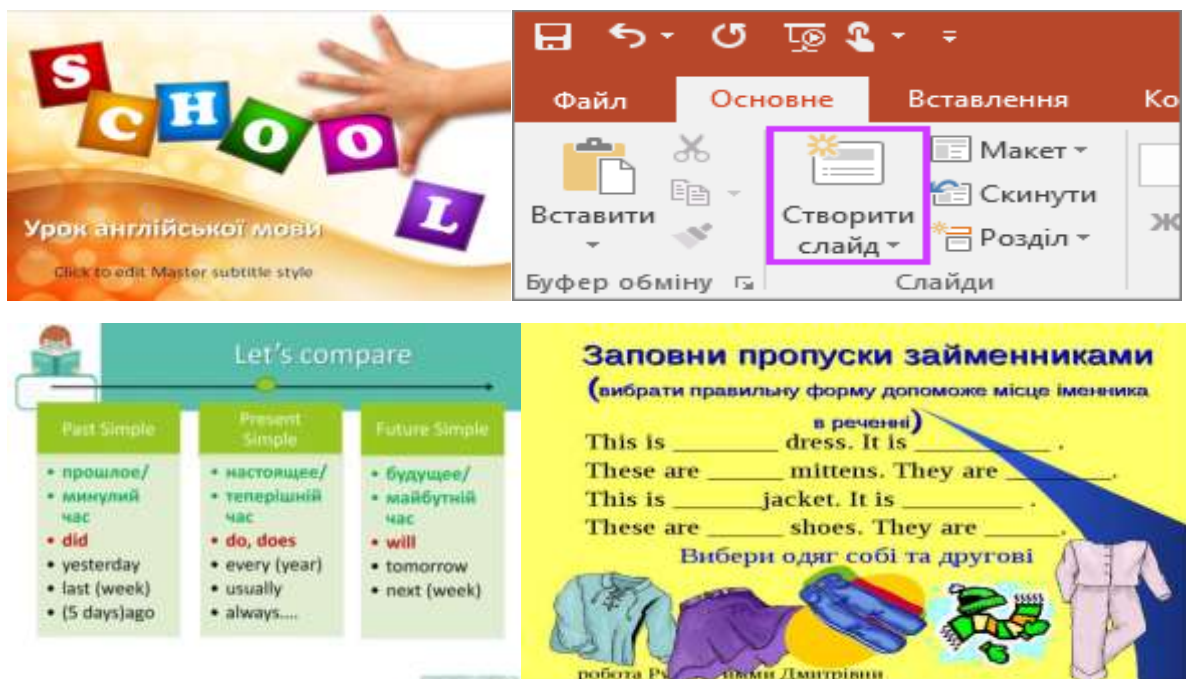 S
C
H
O
O
L
Урок англійської мови
Click to edit Master subtitle style
Файл
Основне
Вставлення
Ко
Вставити
Створити
слайд
Макет
Скинути
Розділ
Ж
Буфер обміну
Слайди
Let's compare
Past Simple
• прошлое/
• минулий
час
• did
• yesterday
• last (week)
• (5 days)ago
Present
Simple
• настоящее/
• теперішній
час
• do, does
• every (year)
• usually
• always....
Future Simple
• будущее/
• майбутній
час
• will
• tomorrow
• next (week)
Заповни пропуски займенниками
(вибрати правильну форму допоможе місце іменника
в реченні)
This is ________ dress. It is __________ .
These are ______ mittens. They are ________.
This is _______jacket. It is __________ .
These are ______ shoes. They are ______.
Вибери одяг собі та другові
робота Дмитрівни